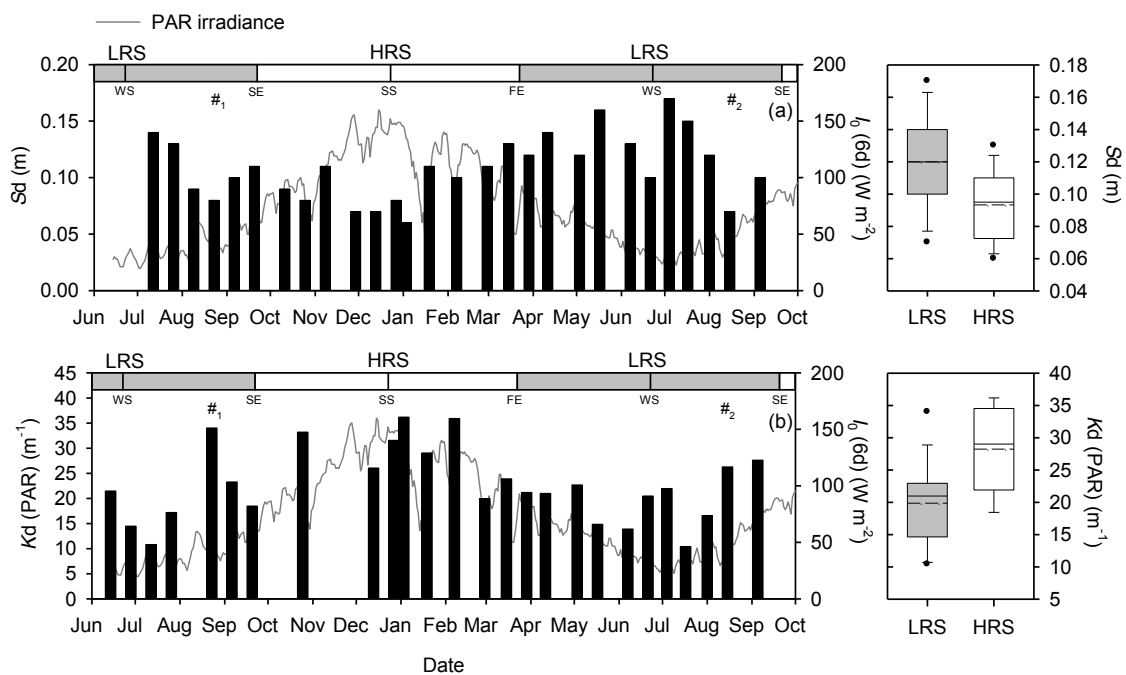 PAR irradiance
LRS HRS LRS
WS SE SS FE WS SE
#1 #2 (a)
0.20
0.15
0.10
0.05
0.00
Sd (m)
200
150
100
50
0
I0 (6d) (W m-2)
Jun Jul Aug Sep Oct Nov Dec Jan Feb Mar Apr May Jun Jul Aug Sep Oct
0.18
0.16
0.14
0.12
0.10
0.08
0.06
0.04
Sd (m)
LRS HRS
LRS HRS LRS
WS SE SS FE WS SE
#1 #2 (b)
45
40
35
30
25
20
15
10
5
0
Kd (PAR) (m-1)
200
150
100
50
0
I0 (6d) (W m-2)
Jun Jul Aug Sep Oct Nov Dec Jan Feb Mar Apr May Jun Jul Aug Sep Oct
Date
40
35
30
25
20
15
10
5
Kd (PAR) (m-1)
LRS HRS